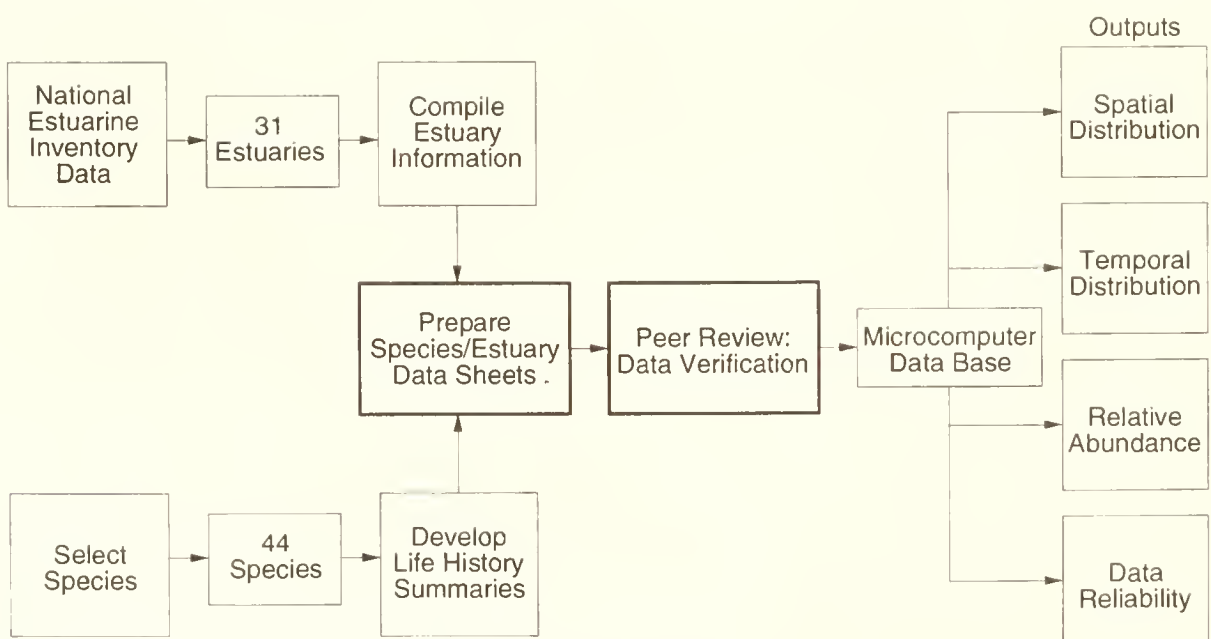 Outputs
National
Estuarine
Inventory
Data
31
Estuaries
Compile
Estuary
Information
Spatial
Distribution
Temporal
Distribution
Prepare
Species/Estuary
Data Sheets .
Peer Review:
Data Verification
Microcomputer
Data Base
Relative
Abundance
Select
Species
44
Species
Develop
Life History
Summaries
Data
Reliability